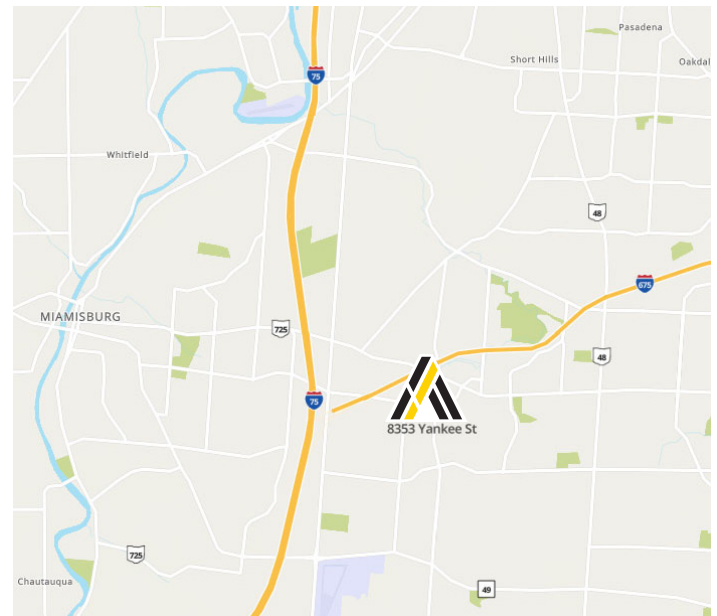 Pasadena
75
Short Hills
Oakdal
Whitfield
48
675
MIAMISBURG
725
48
75
8353 Yankee St
725
Chautauqua
49